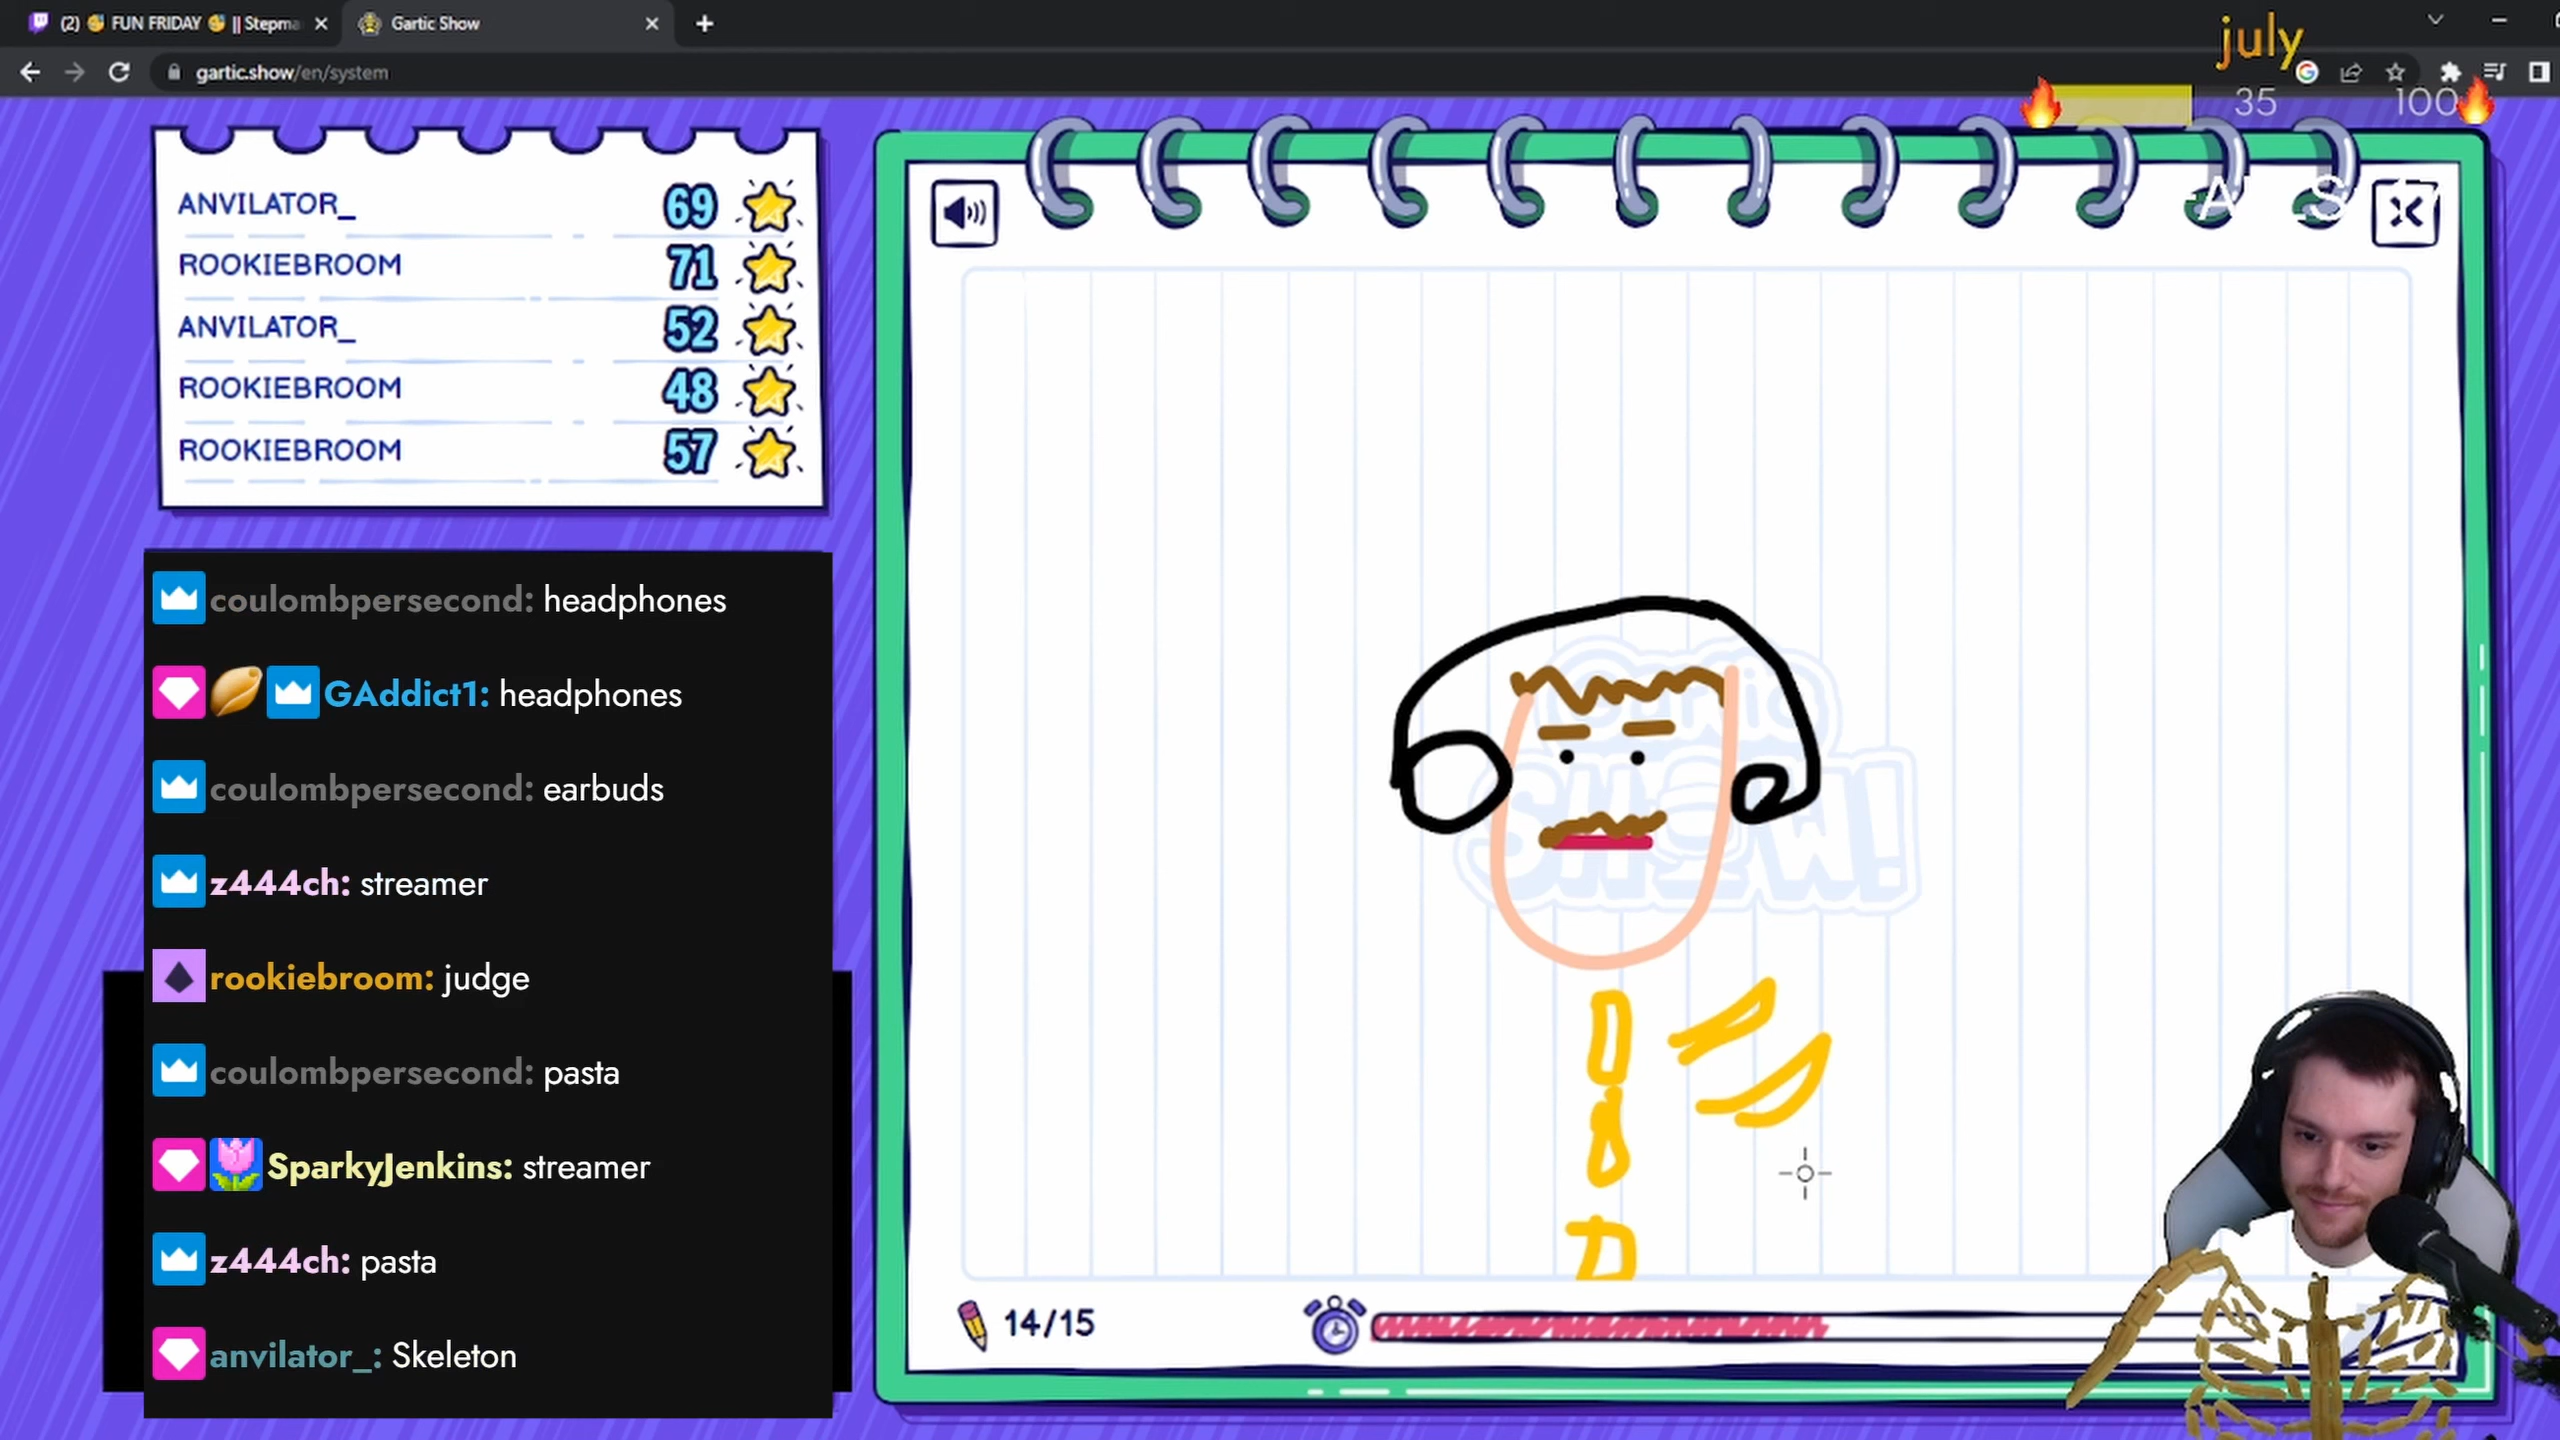 (2) 😴 FUN FRIDAY 😴 || Stepma
Gartic Show
july
gartic.show/en/system
35
100
ANVILATOR_ 69
ROOKIEBROOM 71
ANVILATOR_ 52
ROOKIEBROOM 48
ROOKIEBROOM 57
coulombpersecond: headphones
GAddict1: headphones
coulombpersecond: earbuds
z444ch: streamer
rookiebroom: judge
coulombpersecond: pasta
SparkyJenkins: streamer
z444ch: pasta
anvilator_: Skeleton
Gartic
SHOW!
14/15